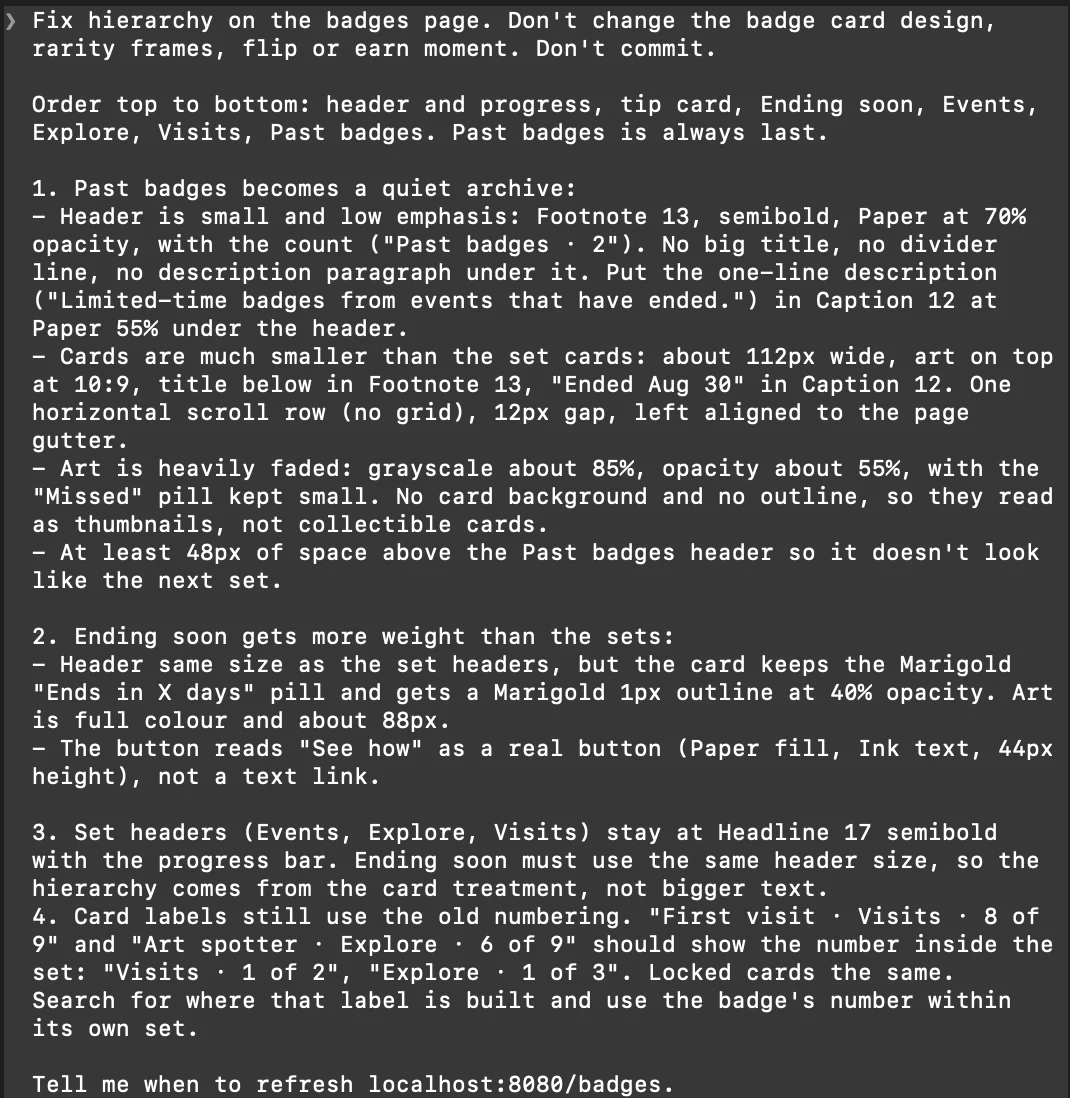 ❯ Fix hierarchy on the badges page. Don't change the badge card design,
rarity frames, flip or earn moment. Don't commit.

Order top to bottom: header and progress, tip card, Ending soon, Events,
Explore, Visits, Past badges. Past badges is always last.

1. Past badges becomes a quiet archive:
– Header is small and low emphasis: Footnote 13, semibold, Paper at 70%
opacity, with the count ("Past badges · 2"). No big title, no divider
line, no description paragraph under it. Put the one–line description
("Limited–time badges from events that have ended.") in Caption 12 at
Paper 55% under the header.
– Cards are much smaller than the set cards: about 112px wide, art on top
at 10:9, title below in Footnote 13, "Ended Aug 30" in Caption 12. One
horizontal scroll row (no grid), 12px gap, left aligned to the page
gutter.
– Art is heavily faded: grayscale about 85%, opacity about 55%, with the
"Missed" pill kept small. No card background and no outline, so they read
as thumbnails, not collectible cards.
– At least 48px of space above the Past badges header so it doesn't look
like the next set.

2. Ending soon gets more weight than the sets:
– Header same size as the set headers, but the card keeps the Marigold
"Ends in X days" pill and gets a Marigold 1px outline at 40% opacity. Art
is full colour and about 88px.
– The button reads "See how" as a real button (Paper fill, Ink text, 44px
height), not a text link.

3. Set headers (Events, Explore, Visits) stay at Headline 17 semibold
with the progress bar. Ending soon must use the same header size, so the
hierarchy comes from the card treatment, not bigger text.
4. Card labels still use the old numbering. "First visit · Visits · 8 of
9" and "Art spotter · Explore · 6 of 9" should show the number inside the
set: "Visits · 1 of 2", "Explore · 1 of 3". Locked cards the same.
Search for where that label is built and use the badge's number within
its own set.

Tell me when to refresh localhost:8080/badges.